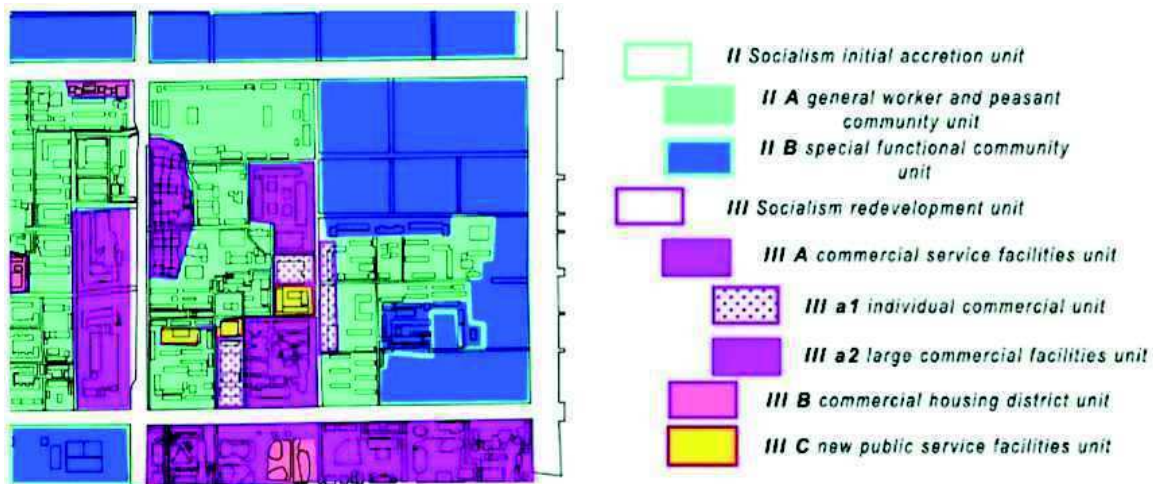 II Socialism initial accretion unit
II A general worker and peasant
community unit
II B special functional community
unit
III Socialism redevelopment unit
III A commercial service facilities unit
III a1 individual commercial unit
III a2 large commercial facilities unit
III B commercial housing district unit
III C new public service facilities unit